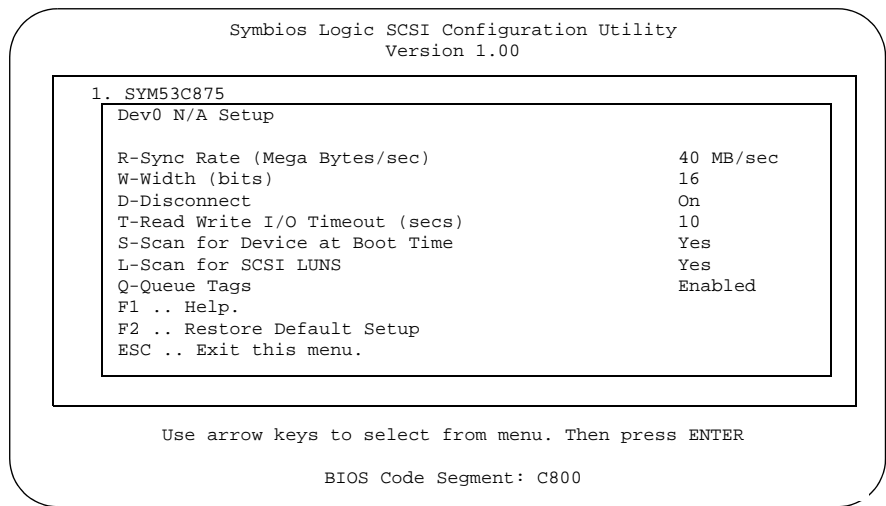 Symbios Logic SCSI Configuration Utility
Version 1.00
1. SYM53C875
Dev0 N/A Setup
R-Sync Rate (Mega Bytes/sec) 40 MB/sec
W-Width (bits) 16
D-Disconnect On
T-Read Write I/O Timeout (secs) 10
S-Scan for Device at Boot Time Yes
L-Scan for SCSI LUNS Yes
Q-Queue Tags Enabled
F1 .. Help.
F2 .. Restore Default Setup
ESC .. Exit this menu.
Use arrow keys to select from menu. Then press ENTER
BIOS Code Segment: C800